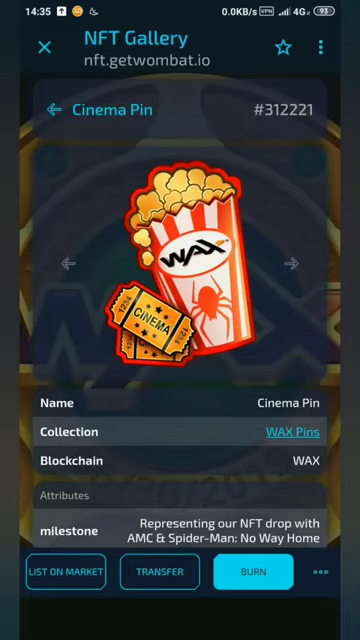 14:35 0.0KB/s VPN 4G 93
NFT Gallery
nft.getwombat.io
Cinema Pin #312221
WAX
CINEMA
1234
Name Cinema Pin
Collection WAX Pins
Blockchain WAX
Attributes
milestone Representing our NFT drop with
AMC & Spider-Man: No Way Home
LIST ON MARKET TRANSFER BURN